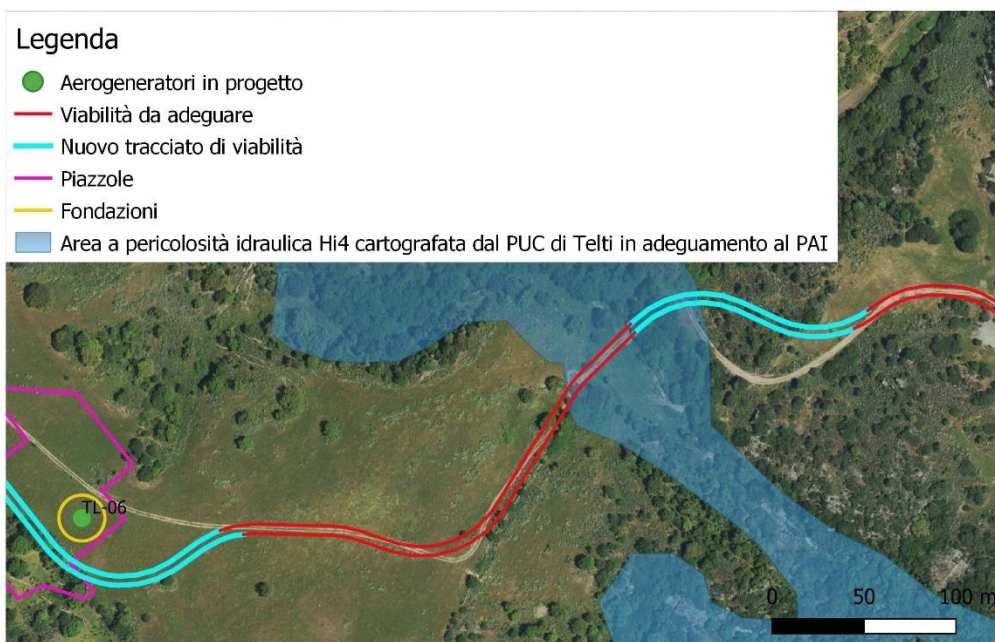 Legenda
Aerogeneratori in progetto
Viabilità da adeguare
Nuovo tracciato di viabilità
Piazzole
Fondazioni
Area a pericolosità idraulica Hi4 cartografata dal PUC di Telti in adeguamento al PAI
TL-06
0 50 100 m